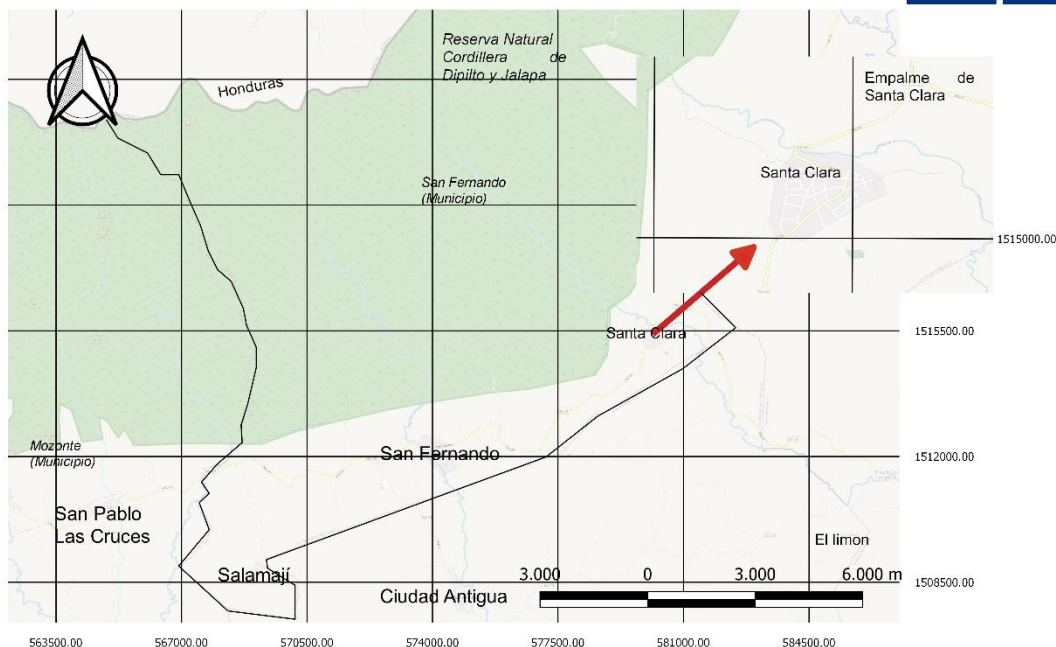 Reserva Natural
Cordillera de
Dipilto y Jalapa
Honduras
Empalme de
Santa Clara
Santa Clara
San Fernando
(Municipio)
1515000.00
Santa Clara
1515500.00
Mozonte
(Municipio)
San Fernando
1512000.00
San Pablo
Las Cruces
El limon
Salamají
3.000 0 3.000 6.000 m
1508500.00
Ciudad Antigua
563500.00 567000.00 570500.00 574000.00 577500.00 581000.00 584500.00